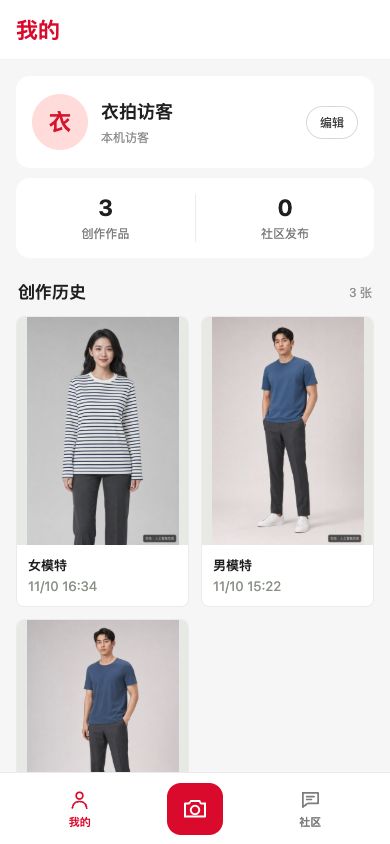 我的
衣
衣拍访客
本机访客
编辑
3
创作作品
0
社区发布
创作历史
3 张
女模特
11/10 16:34
男模特
11/10 15:22
我的
社区